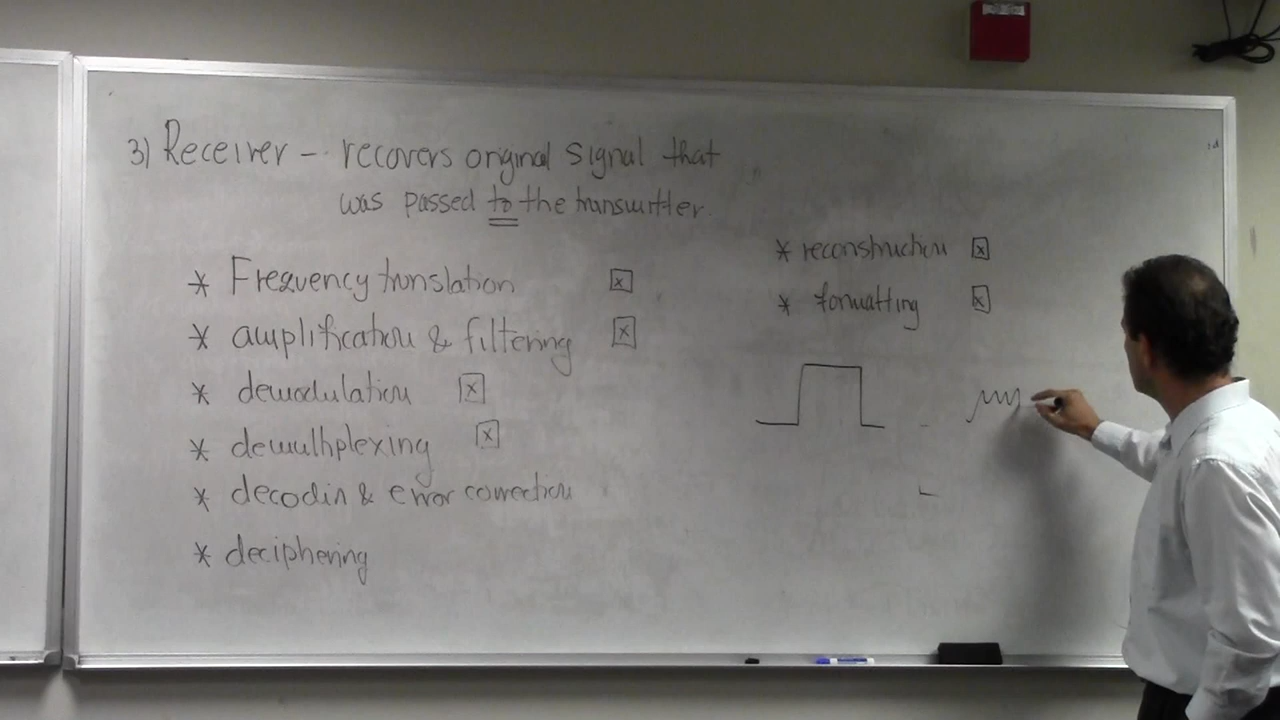 3) Receiver – recovers original signal that
was passed to the transmitter.
* Frequency translation [x]
* amplification & filtering [x]
* demodulation [x]
* demultiplexing [x]
* decodin & error correction
* deciphering
* reconstruction [x]
* formatting [x]